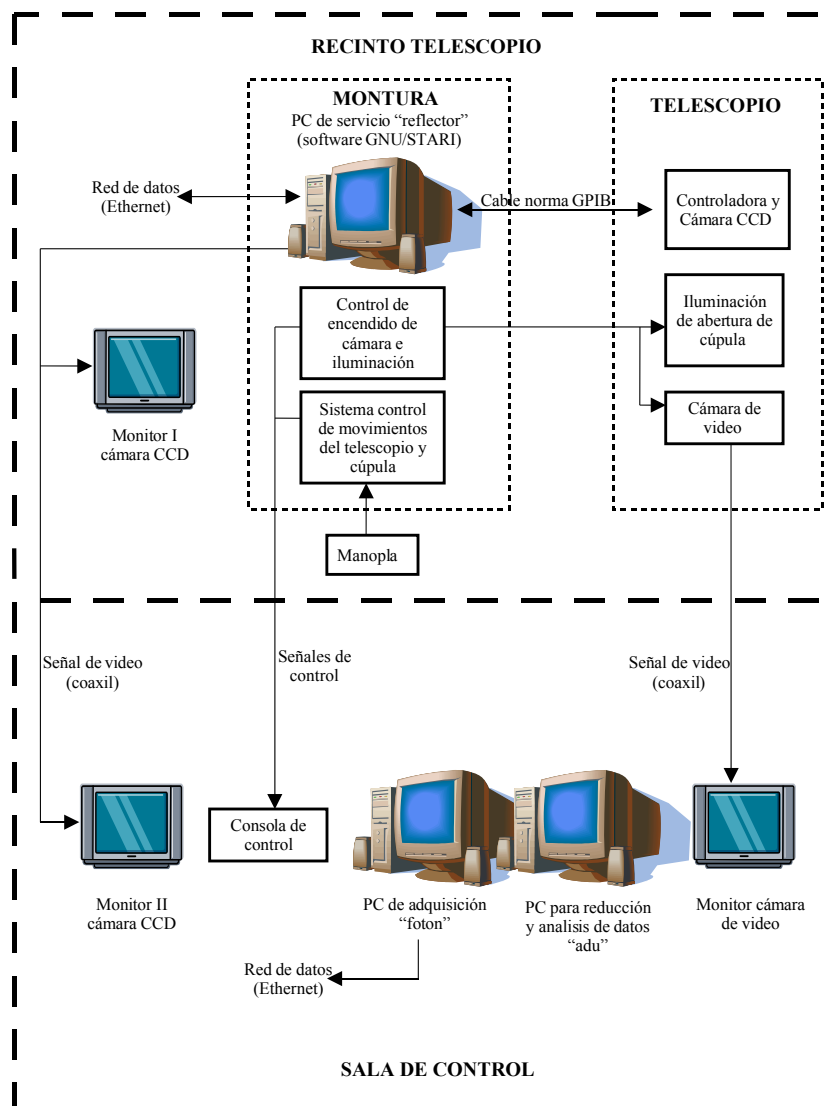 RECINTO TELESCOPIO
MONTURA
PC de servicio “reflector”
(software GNU/STARI)
TELESCOPIO
Red de datos
(Ethernet)
Cable norma GPIB
Controladora y
Cámara CCD
Control de
encendido de
cámara e
iluminación
Iluminación
de abertura de
cúpula
Monitor I
cámara CCD
Sistema control
de movimientos
del telescopio y
cúpula
Cámara de
video
Manopla
Señal de video
(coaxil)
Señales de
control
Señal de video
(coaxil)
Consola de
control
Monitor II
cámara CCD
PC de adquisición
“foton”
PC para reducción
y analisis de datos
“adu”
Monitor cámara
de video
Red de datos
(Ethernet)
SALA DE CONTROL